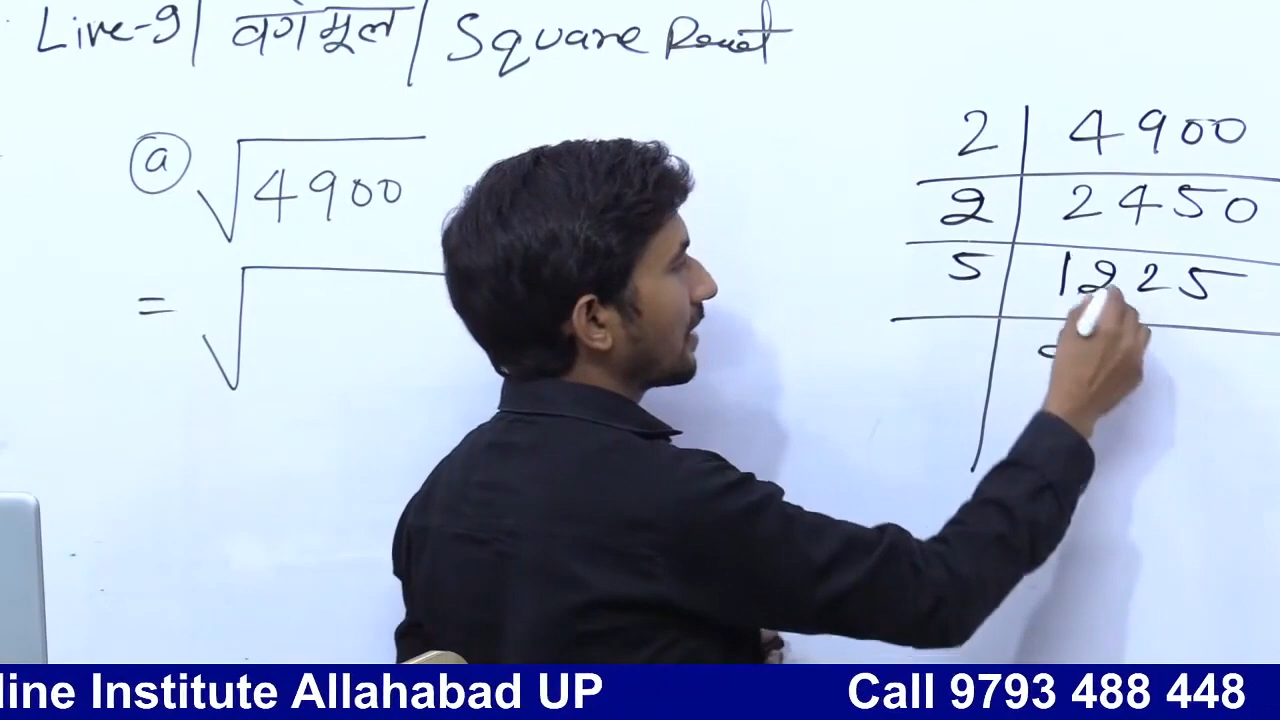 Live-9| वर्गमूल| Square Root
ⓐ √4900
= √
2 | 4900
2 | 2450
5 | 1225
line Institute Allahabad UP Call 9793 488 448